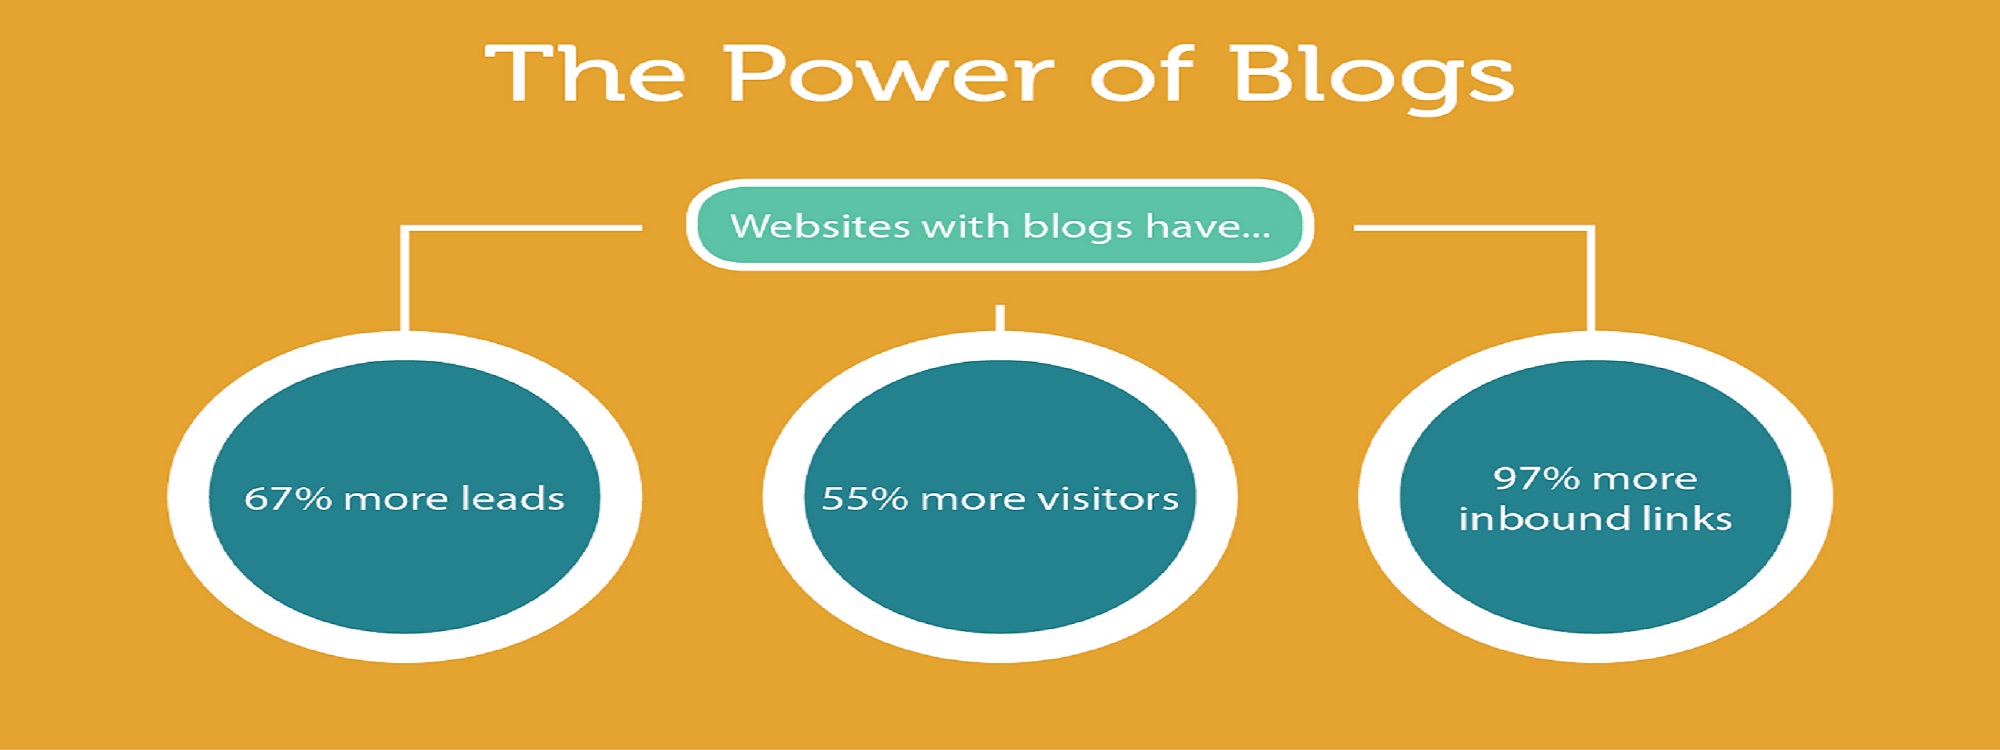 The Power of Blogs
Websites with blogs have...
67% more leads
55% more visitors
97% more
inbound links